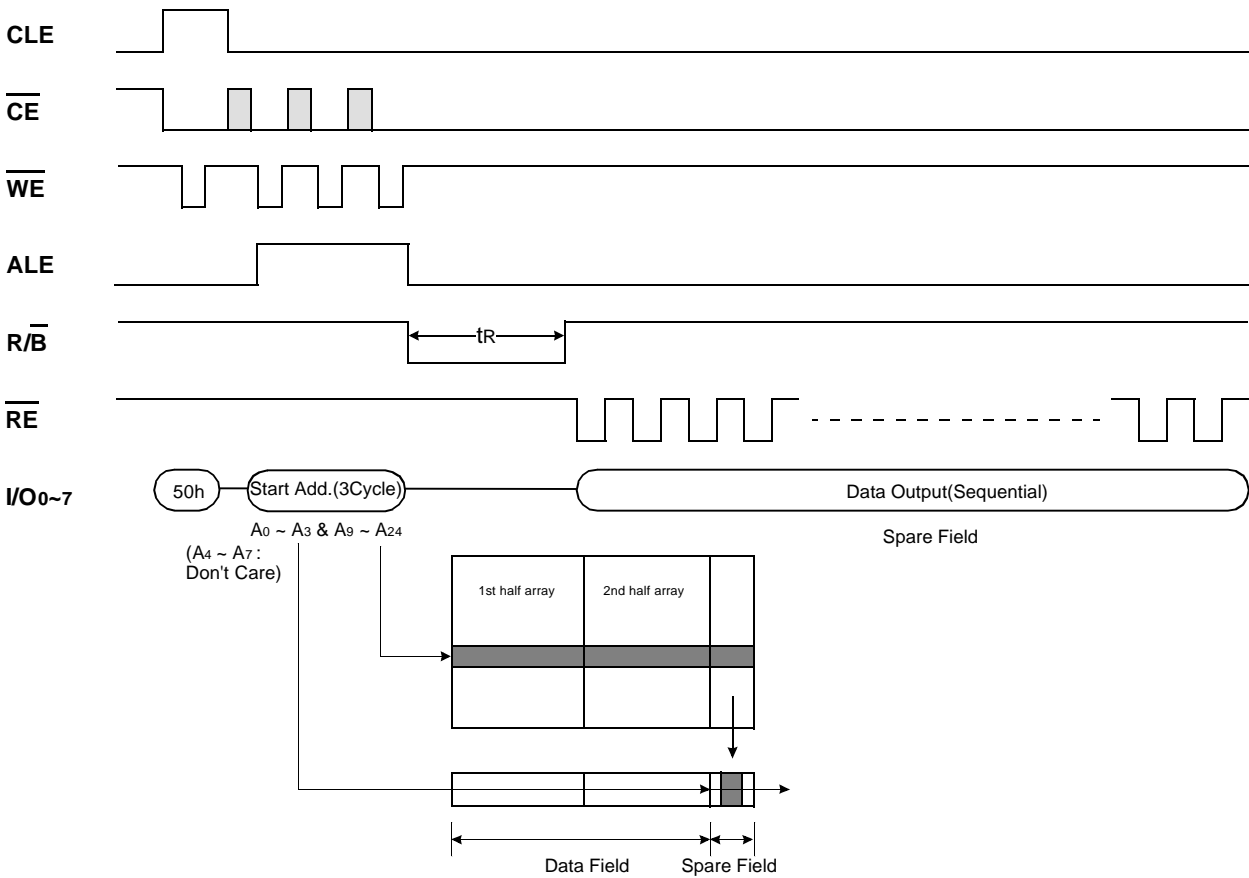 CLE
CE
WE
ALE
R/B
tR
RE
I/O0~7
50h
Start Add.(3Cycle)
Data Output(Sequential)
A0 ~ A3 & A9 ~ A24
Spare Field
(A4 ~ A7 :
Don't Care)
1st half array
2nd half array
Data Field
Spare Field